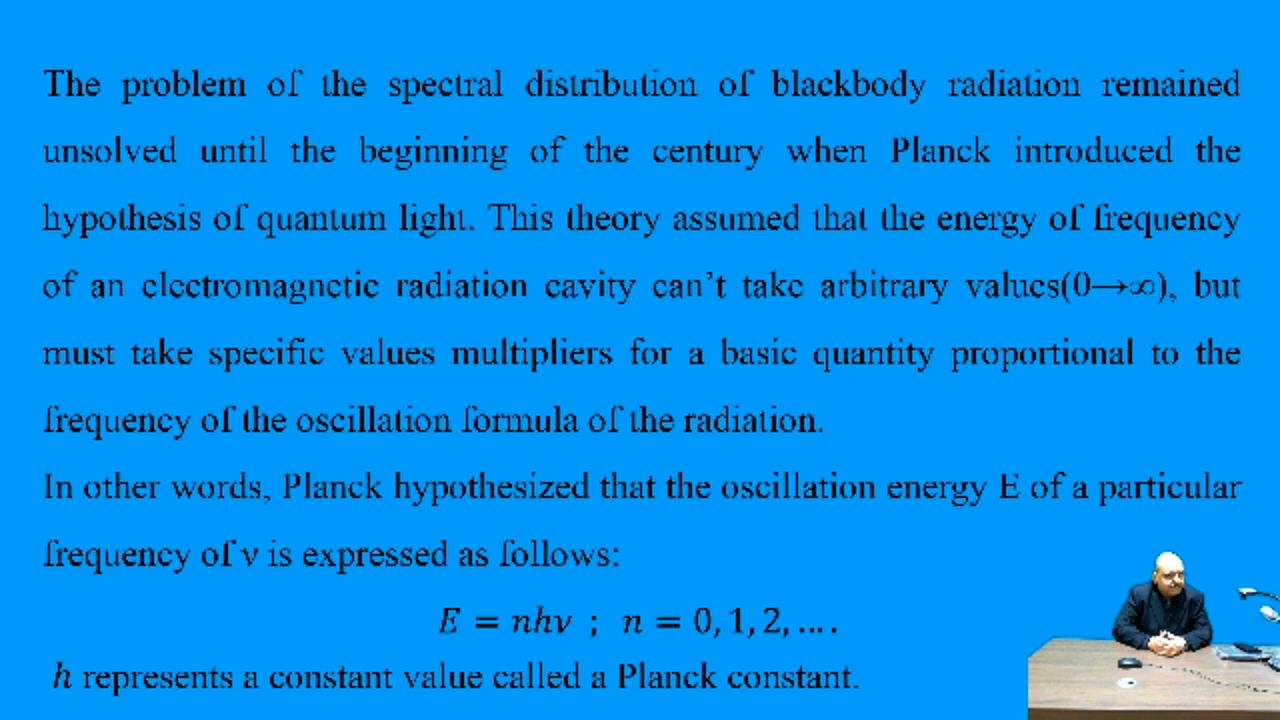 The problem of the spectral distribution of blackbody radiation remained
unsolved until the beginning of the century when Planck introduced the
hypothesis of quantum light. This theory assumed that the energy of frequency
of an electromagnetic radiation cavity can’t take arbitrary values(0→∞), but
must take specific values multipliers for a basic quantity proportional to the
frequency of the oscillation formula of the radiation.
In other words, Planck hypothesized that the oscillation energy E of a particular
frequency of ν is expressed as follows:
E = nhν ; n = 0, 1, 2, ....
h represents a constant value called a Planck constant.